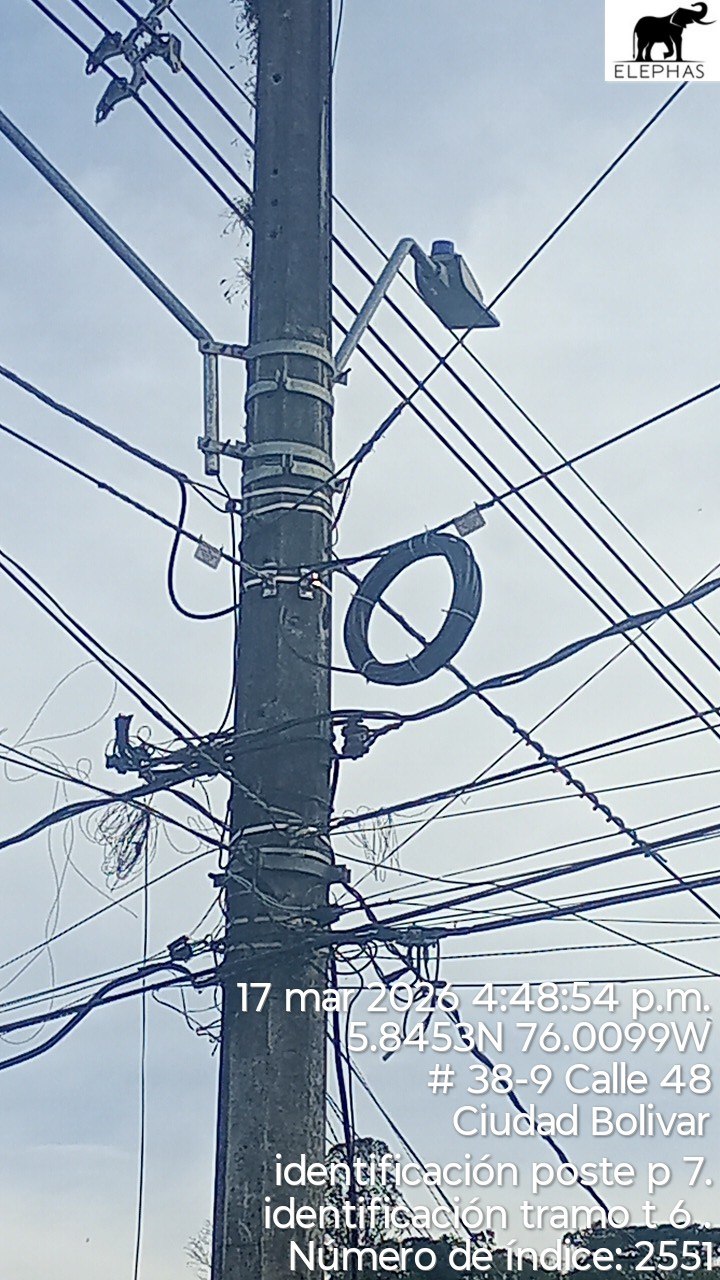 ELEPHAS
17 mar 2026 4:48:54 p.m.
5.8453N 76.0099W
# 38-9 Calle 48
Ciudad Bolivar
identificación poste p 7.
identificación tramo t 6 .
Número de índice: 2551